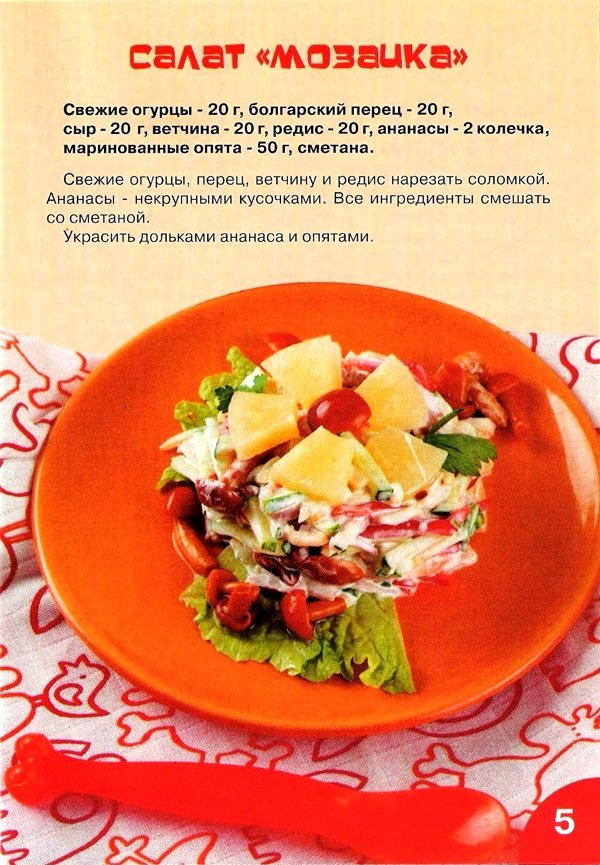 САЛАТ «МОЗАИКА»
Свежие огурцы - 20 г, болгарский перец - 20 г,
сыр - 20 г, ветчина - 20 г, редис - 20 г, ананасы - 2 колечка,
маринованные опята - 50 г, сметана.
Свежие огурцы, перец, ветчину и редис нарезать соломкой.
Ананасы - некрупными кусочками. Все ингредиенты смешать
со сметаной.
Украсить дольками ананаса и опятами.
5